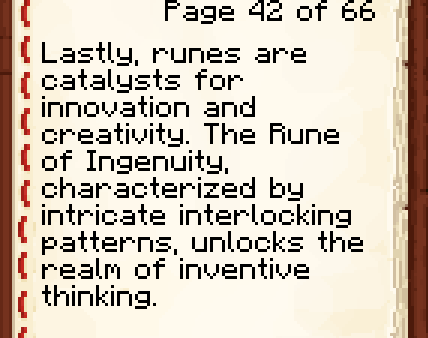 Page 42 of 66
Lastly, runes are
catalysts for
innovation and
creativity. The Rune
of Ingenuity,
characterized by
intricate interlocking
patterns, unlocks the
realm of inventive
thinking.